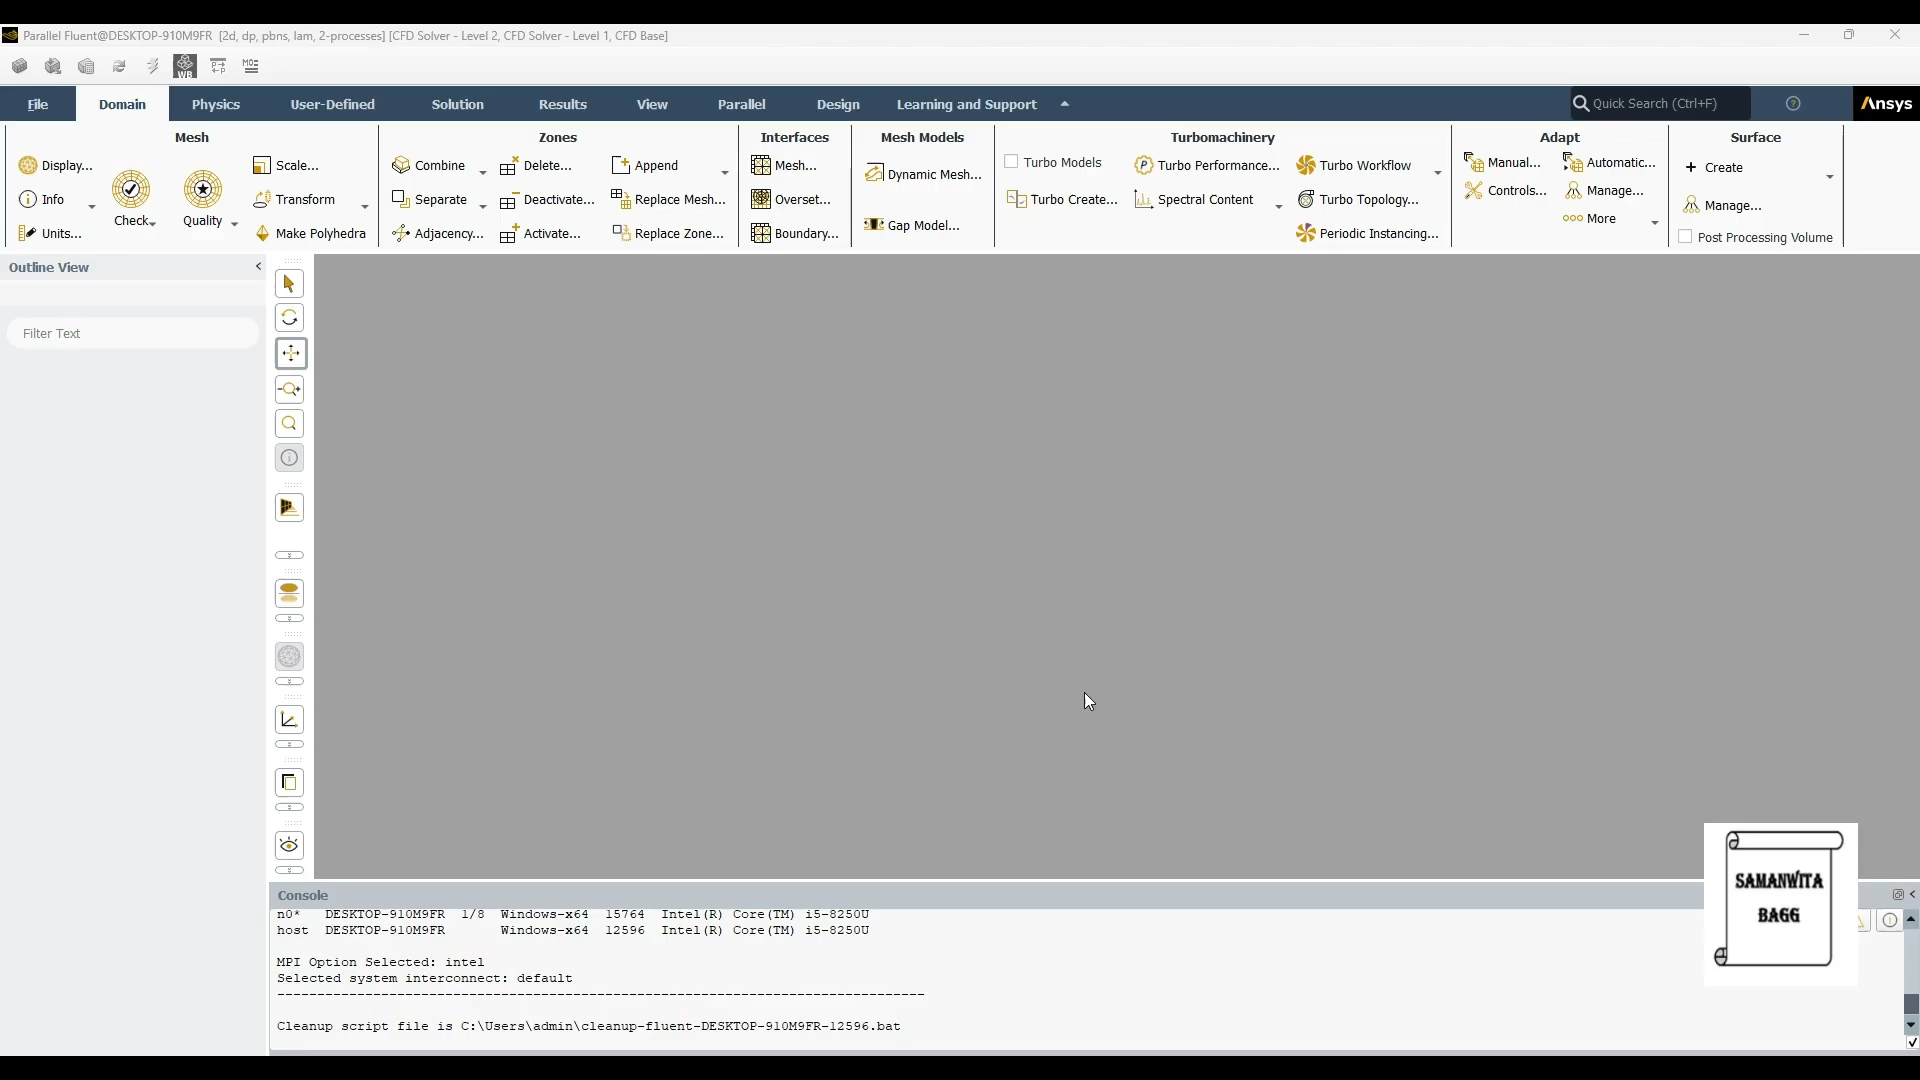 Parallel Fluent@DESKTOP-910M9FR [2d, dp, pbns, lam, 2-processes] [CFD Solver - Level 2, CFD Solver - Level 1, CFD Base]
WB
File Domain Physics User-Defined Solution Results View Parallel Design Learning and Support Quick Search (Ctrl+F) Ansys
Mesh Zones Interfaces Mesh Models Turbomachinery Adapt Surface
Display... Scale... Combine Delete... Append Mesh... Dynamic Mesh... Turbo Models Turbo Performance... Turbo Workflow Manual... Automatic... Create
Info Check Quality Transform Separate Deactivate... Replace Mesh... Overset... Turbo Create... Spectral Content Turbo Topology... Controls... Manage... Manage...
Units... Make Polyhedra Adjacency... Activate... Replace Zone... Boundary... Gap Model... Periodic Instancing... More Post Processing Volume
Outline View
Filter Text
Console
n0* DESKTOP-910M9FR 1/8 Windows-x64 15764 Intel(R) Core(TM) i5-8250U
host DESKTOP-910M9FR Windows-x64 12596 Intel(R) Core(TM) i5-8250U
MPI Option Selected: intel
Selected system interconnect: default
--------------------------------------------------------------------------------
Cleanup script file is C:\Users\admin\cleanup-fluent-DESKTOP-910M9FR-12596.bat
SAMANWITA
BAGG